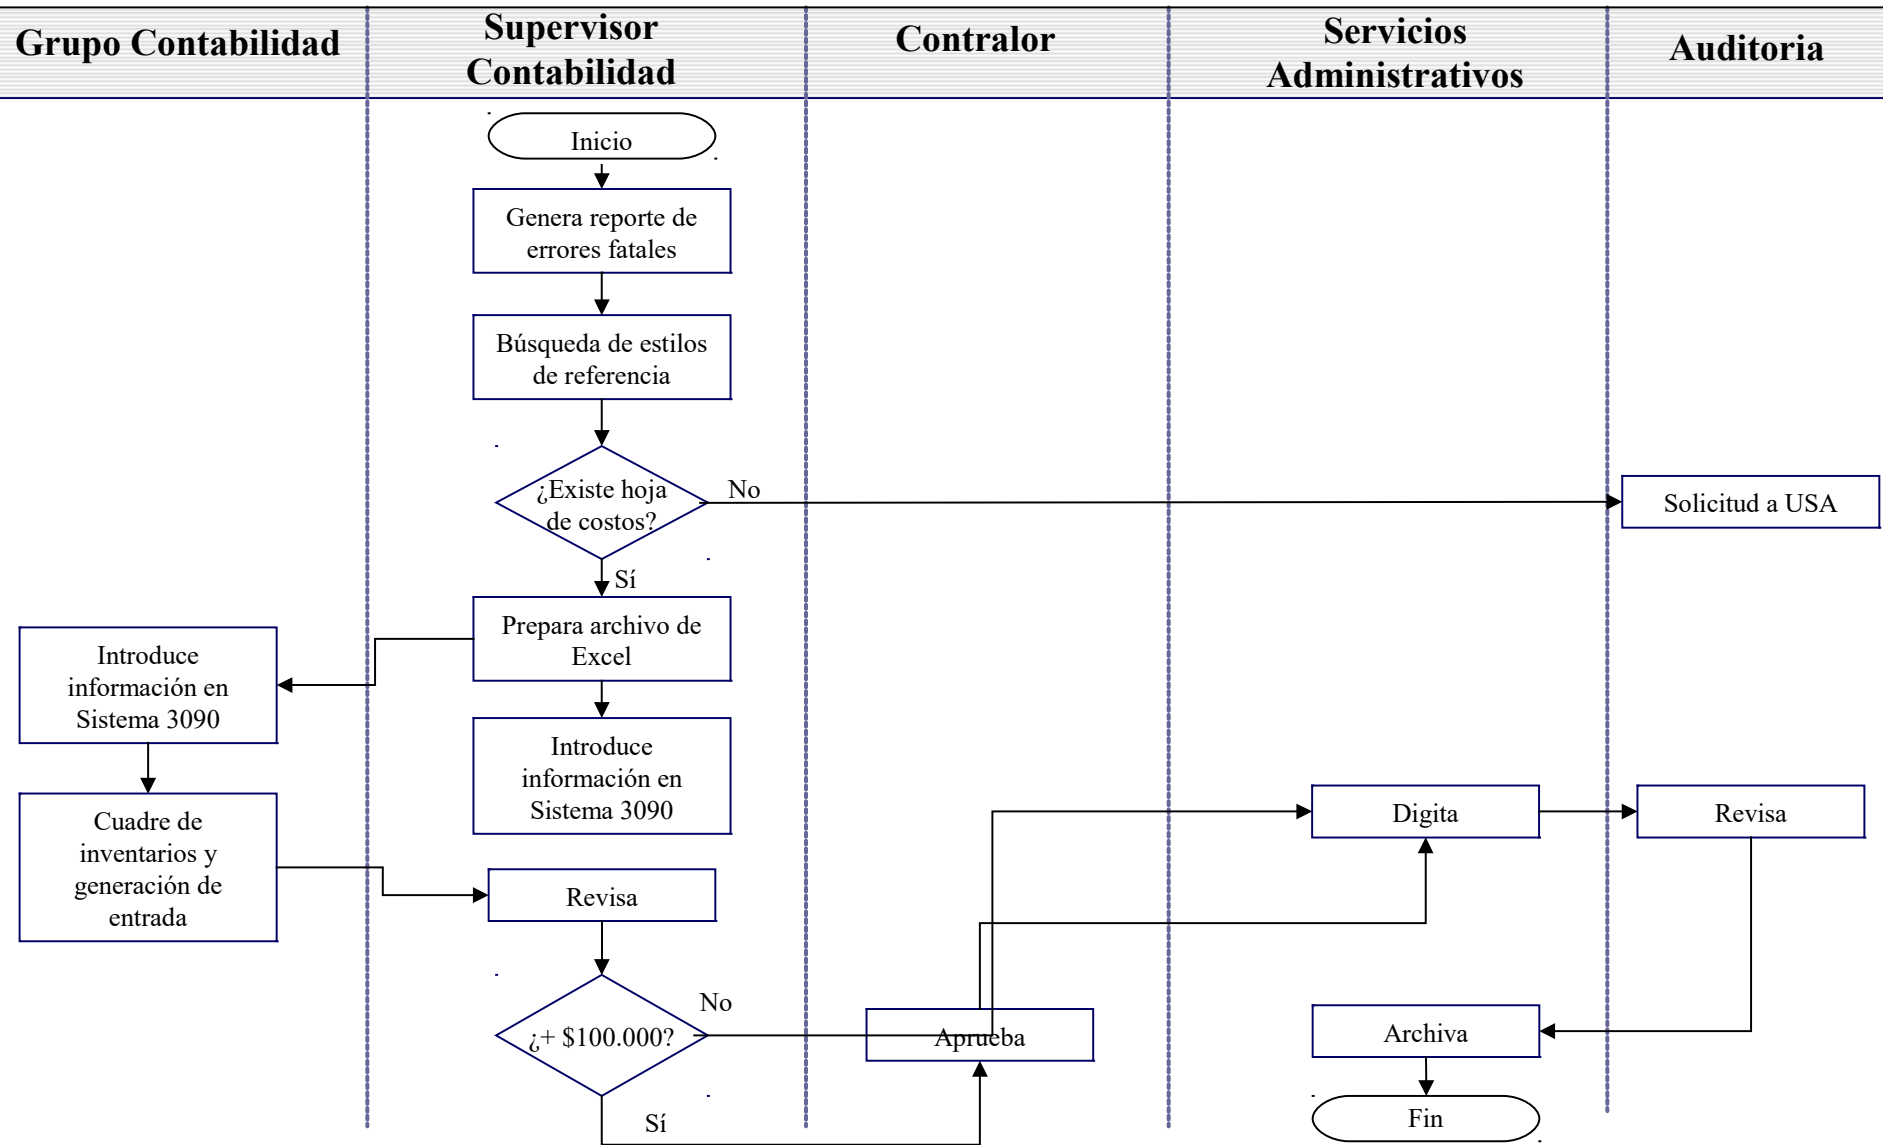 Grupo Contabilidad
Supervisor
Contabilidad
Contralor
Servicios
Administrativos
Auditoria
Inicio
Genera reporte de
errores fatales
Búsqueda de estilos
de referencia
¿Existe hoja
de costos?
No
Solicitud a USA
Sí
Prepara archivo de
Excel
Introduce
información en
Sistema 3090
Introduce
información en
Sistema 3090
Cuadre de
inventarios y
generación de
entrada
Digita
Revisa
Revisa
No
¿+ $100.000?
Aprueba
Archiva
Sí
Fin